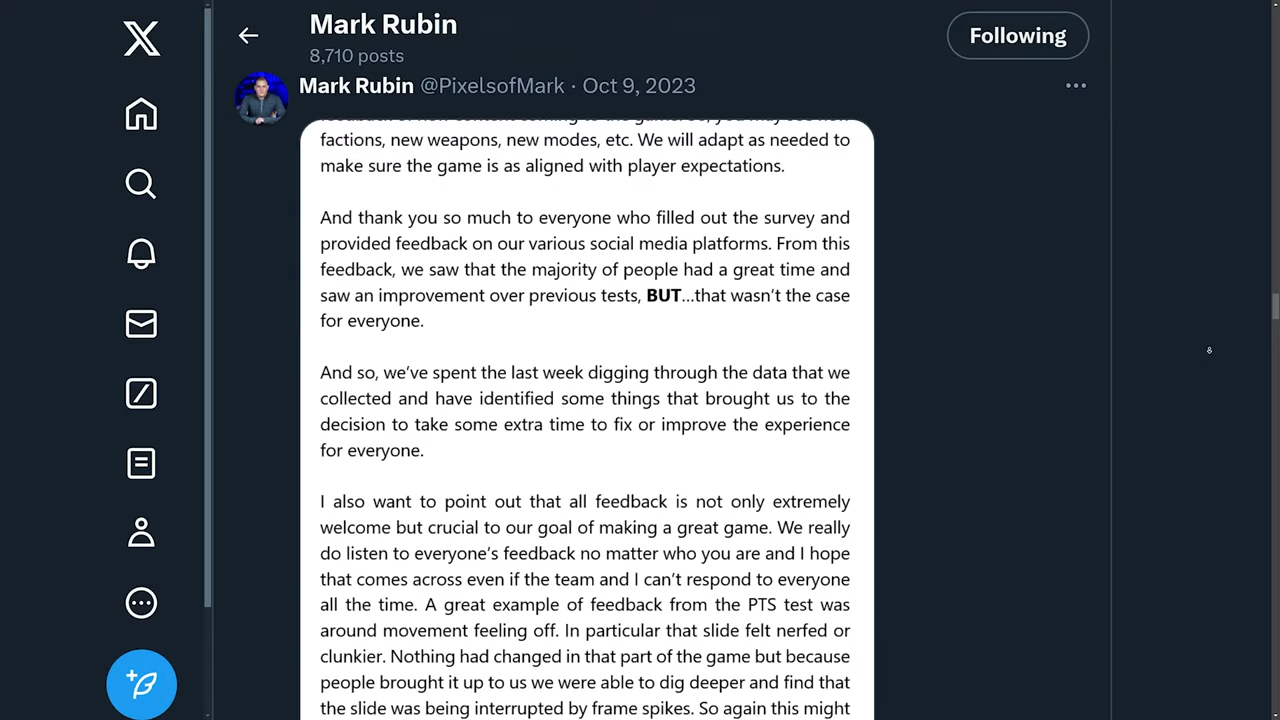 Mark Rubin
8,710 posts
Following
Mark Rubin @PixelsofMark · Oct 9, 2023
factions, new weapons, new modes, etc. We will adapt as needed to
make sure the game is as aligned with player expectations.
And thank you so much to everyone who filled out the survey and
provided feedback on our various social media platforms. From this
feedback, we saw that the majority of people had a great time and
saw an improvement over previous tests, BUT...that wasn't the case
for everyone.
And so, we've spent the last week digging through the data that we
collected and have identified some things that brought us to the
decision to take some extra time to fix or improve the experience
for everyone.
I also want to point out that all feedback is not only extremely
welcome but crucial to our goal of making a great game. We really
do listen to everyone's feedback no matter who you are and I hope
that comes across even if the team and I can't respond to everyone
all the time. A great example of feedback from the PTS test was
around movement feeling off. In particular that slide felt nerfed or
clunkier. Nothing had changed in that part of the game but because
people brought it up to us we were able to dig deeper and find that
the slide was being interrupted by frame spikes. So again this might